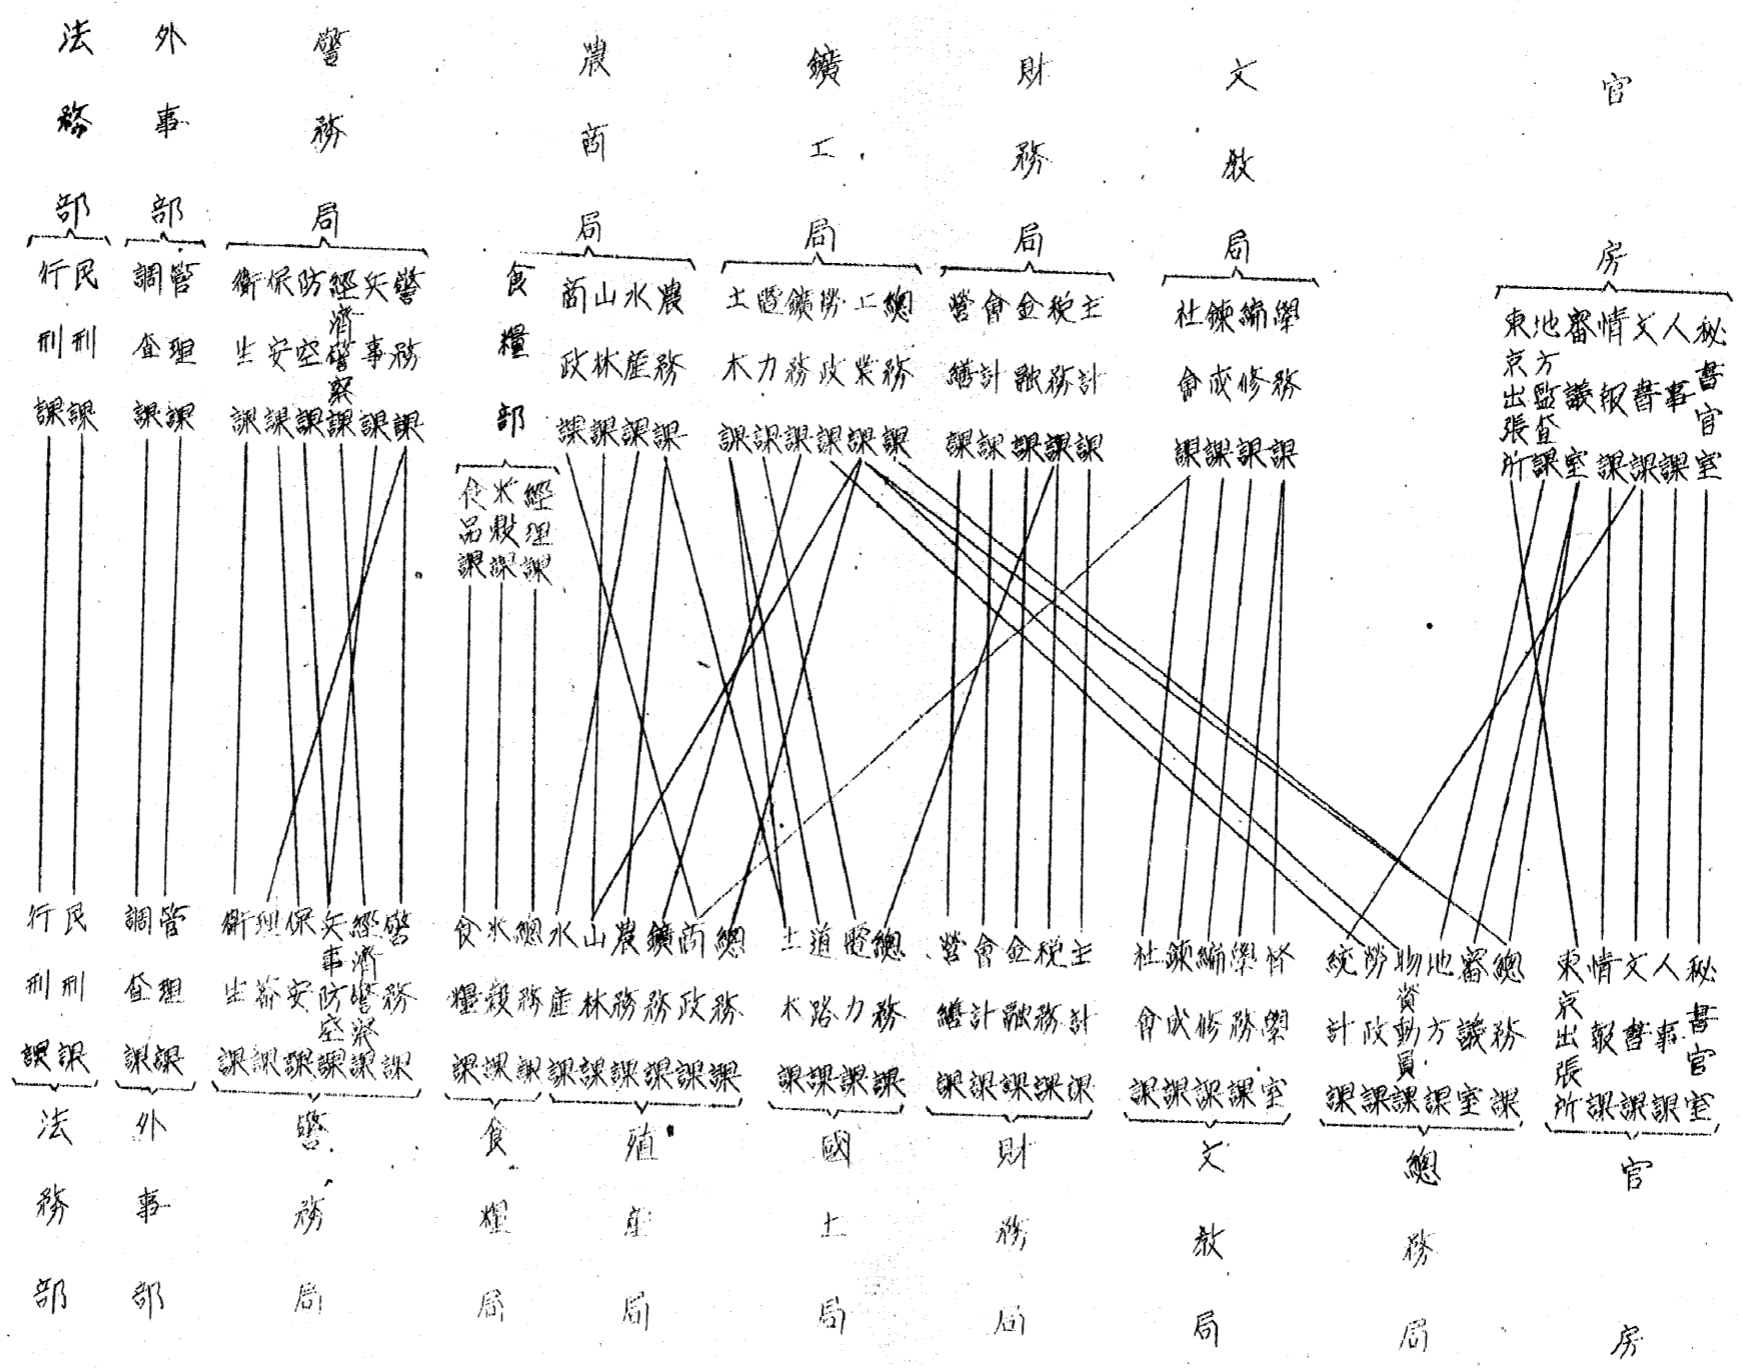 官房
秘書官室
人事課
文書課
情報課
審議室
地方監査課
東京出張所
文教局
學務課
編修課
錬成課
社會課
財務局
主計課
税務課
金融課
會計課
營繕課
鑛工局
總務課
工業課
勞政課
鑛務課
電力課
土木課
農商局
農務課
水産課
山林課
商政課
食糧部
經理課
米穀課
食品課
警務局
警務課
兵事課
經濟警察課
防空課
保安課
衛生課
外事部
管理課
調査課
法務部
民刑課
行刑課
秘書官室
人事課
文書課
情報課
東京出張所
官房
總務課
審議室
地方課
物資動員課
勞政課
統計課
總務局
督學室
學務課
編修課
錬成課
社會課
文教局
主計課
税務課
金融課
會計課
營繕課
財務局
總務課
電力課
道路課
土木課
國土局
總務課
商政課
鑛務課
農務課
山林課
水産課
殖産局
總務課
米穀課
食糧課
食糧局
警務課
經濟警察課
兵事防空課
保安課
衛生課
警務局
管理課
調査課
外事部
民刑課
行刑課
法務部